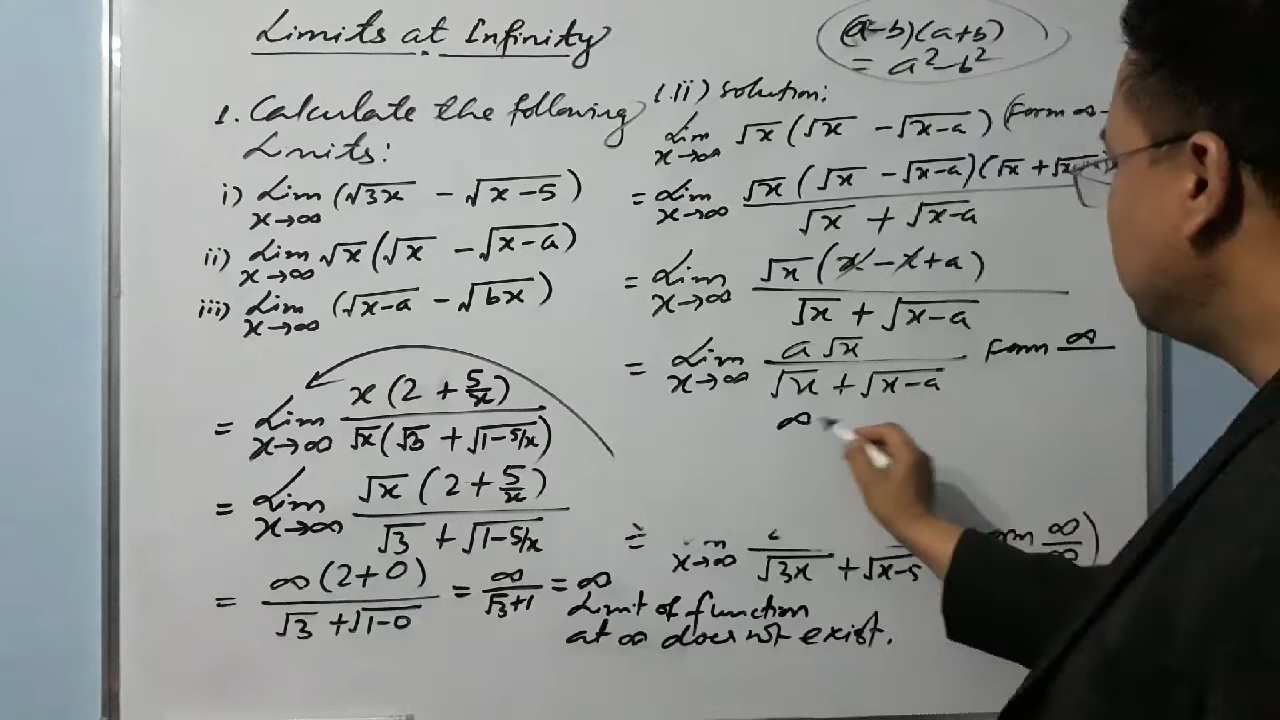 Limits at Infinity
1. Calculate the following
Limits:
i) Lim x→∞ (√3x − √x−5)
ii) Lim x→∞ √x(√x − √x−a)
iii) Lim x→∞ (√x−a − √bx)
= Lim x→∞ x(2 + 5/x) / √x(√3 + √1−5/x)
= Lim x→∞ √x(2 + 5/x) / √3 + √1−5/x
= ∞(2+0) / √3 + √1−0 = ∞ / √3+1 = ∞
Limit of function
at ∞ does not exist.
(a−b)(a+b)
= a² − b²
1.ii) solution:
Lim x→∞ √x(√x − √x−a) (Form ∞−
= Lim x→∞ √x(√x − √x−a)(√x + √x / √x + √x−a
= Lim x→∞ √x(x − x + a) / √x + √x−a
= Lim x→∞ a√x / √x + √x−a Form ∞
∞
= x→∞ √3x + √x−5 ∞/∞)